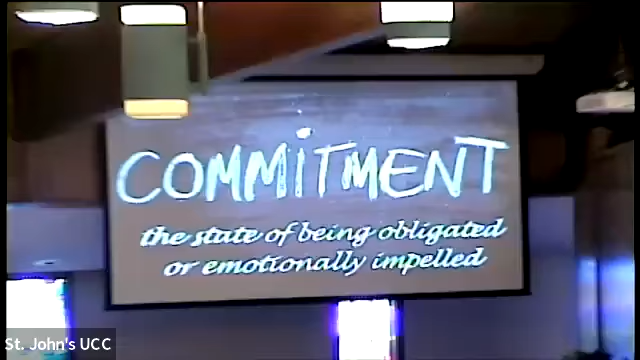 COMMiTMENT
the state of being obligated
or emotionally impelled
St. John's UCC